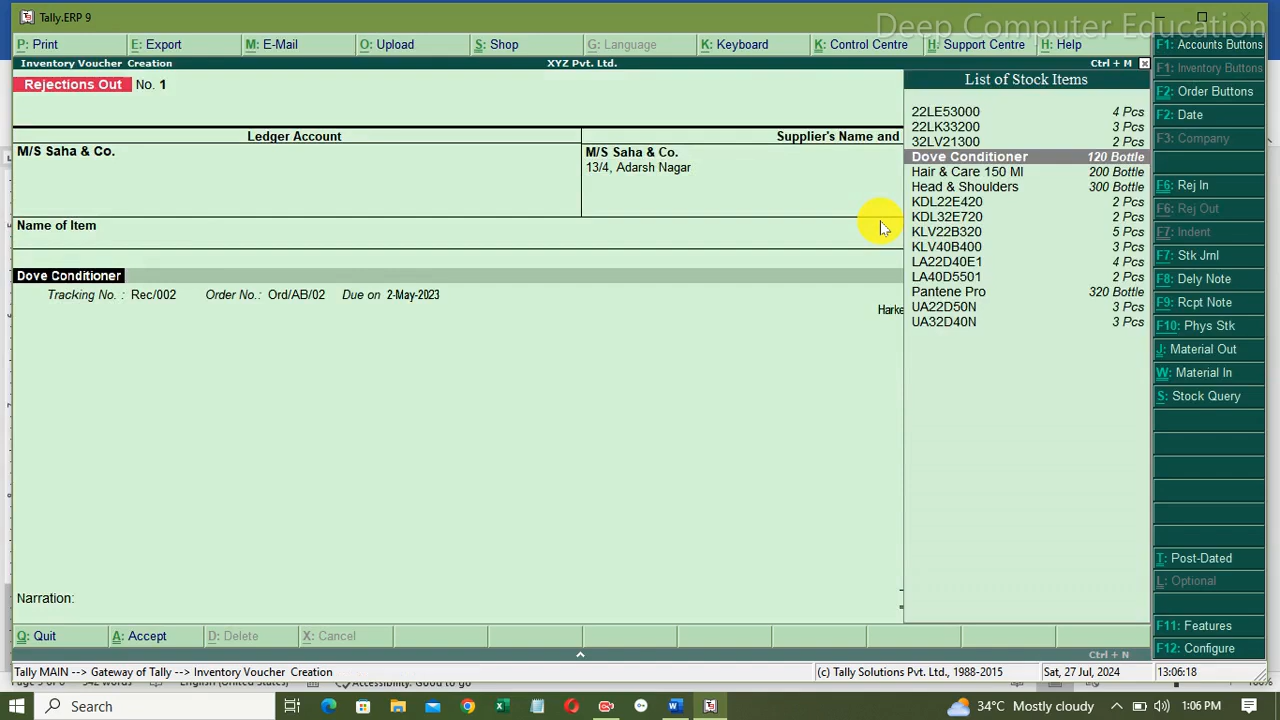 Tally.ERP 9
Deep Computer Education
P: Print E: Export M: E-Mail O: Upload S: Shop G: Language K: Keyboard K: Control Centre H: Support Centre H: Help
Inventory Voucher Creation XYZ Pvt. Ltd. Ctrl + M
Rejections Out No. 1
Ledger Account Supplier's Name and
M/S Saha & Co. M/S Saha & Co.
13/4, Adarsh Nagar
Name of Item
Dove Conditioner
Tracking No. : Rec/002 Order No.: Ord/AB/02 Due on 2-May-2023
Harke
Narration:
List of Stock Items
22LE53000 4 Pcs
22LK33200 3 Pcs
32LV21300 2 Pcs
Dove Conditioner 120 Bottle
Hair & Care 150 Ml 200 Bottle
Head & Shoulders 300 Bottle
KDL22E420 2 Pcs
KDL32E720 2 Pcs
KLV22B320 5 Pcs
KLV40B400 3 Pcs
LA22D40E1 4 Pcs
LA40D5501 2 Pcs
Pantene Pro 320 Bottle
UA22D50N 3 Pcs
UA32D40N 3 Pcs
F1: Accounts Buttons
F1: Inventory Buttons
F2: Order Buttons
F2: Date
F3: Company
F6: Rej In
F6: Rej Out
F7: Indent
F7: Stk Jrnl
F8: Dely Note
F9: Rcpt Note
F10: Phys Stk
J: Material Out
W: Material In
S: Stock Query
T: Post-Dated
L: Optional
F11: Features
F12: Configure
Q: Quit A: Accept D: Delete X: Cancel
Ctrl + N
Tally MAIN --> Gateway of Tally --> Inventory Voucher Creation (c) Tally Solutions Pvt. Ltd., 1988-2015 Sat, 27 Jul, 2024 13:06:18
Search 34°C Mostly cloudy 1:06 PM